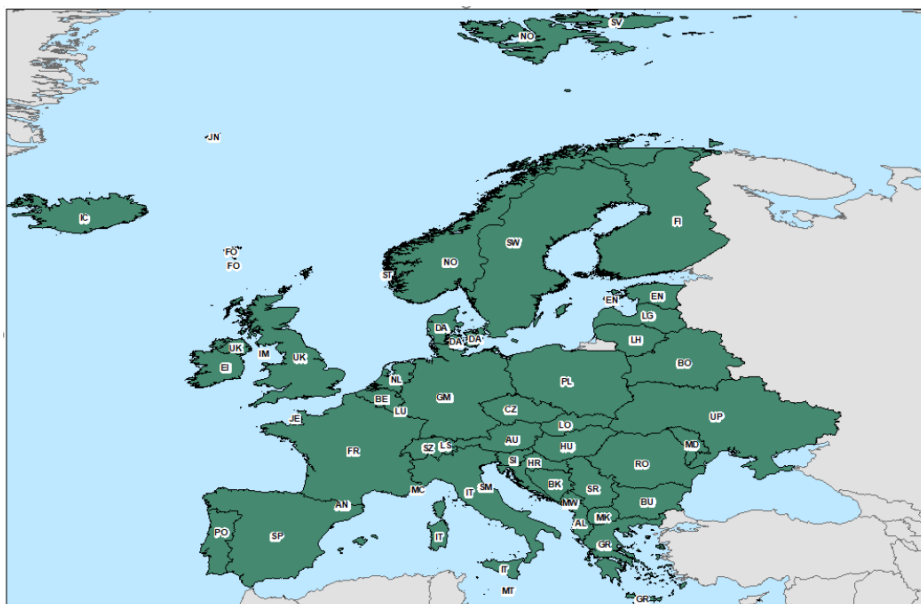 SV
NO
JN
IC
FI
SW
FO
NO
FO
ST
EN
EN
LG
DA
LH
DA
DA
UK
IM
UK
BO
EI
NL
PL
BE
GM
LU
CZ
UP
JE
LO
AU
MD
FR
SZ
LS
HU
SI
HR
RO
BK
SR
MC
SM
IT
BU
AN
MW
MK
AL
PO
SP
IT
GR
IT
MT
GR